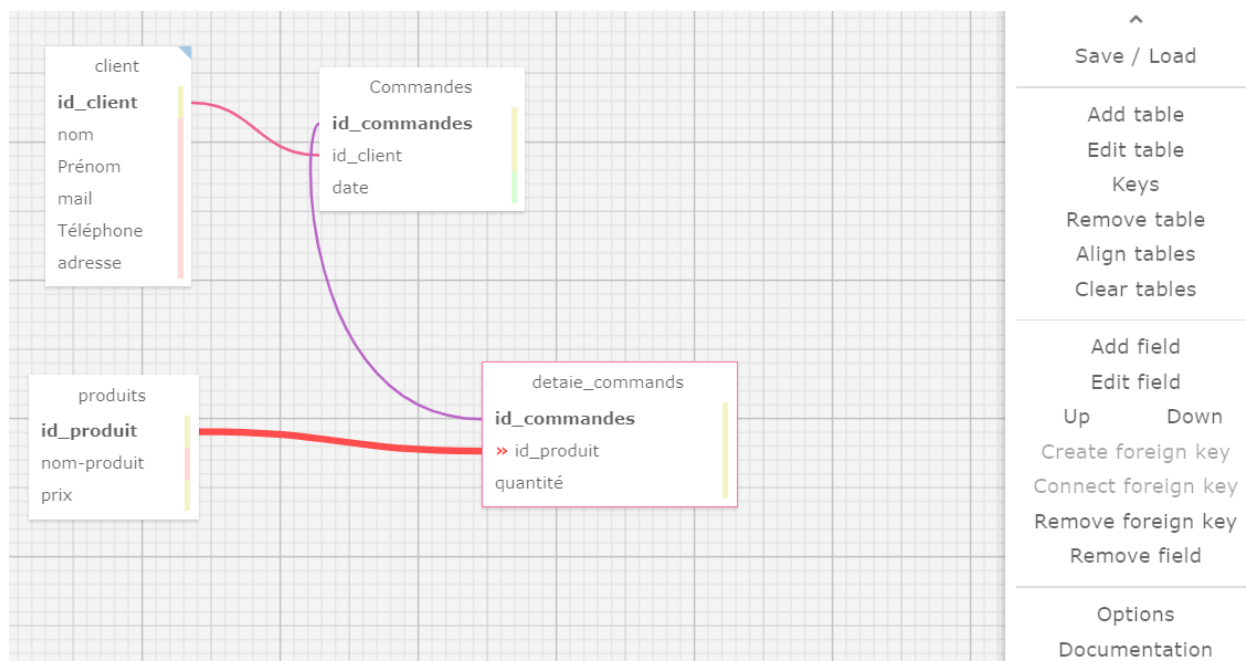 client
id_client
nom
Prénom
mail
Téléphone
adresse
Commandes
id_commandes
id_client
date
produits
id_produit
nom-produit
prix
detaie_commands
id_commandes
» id_produit
quantité
Save / Load
Add table
Edit table
Keys
Remove table
Align tables
Clear tables
Add field
Edit field
Up Down
Create foreign key
Connect foreign key
Remove foreign key
Remove field
Options
Documentation